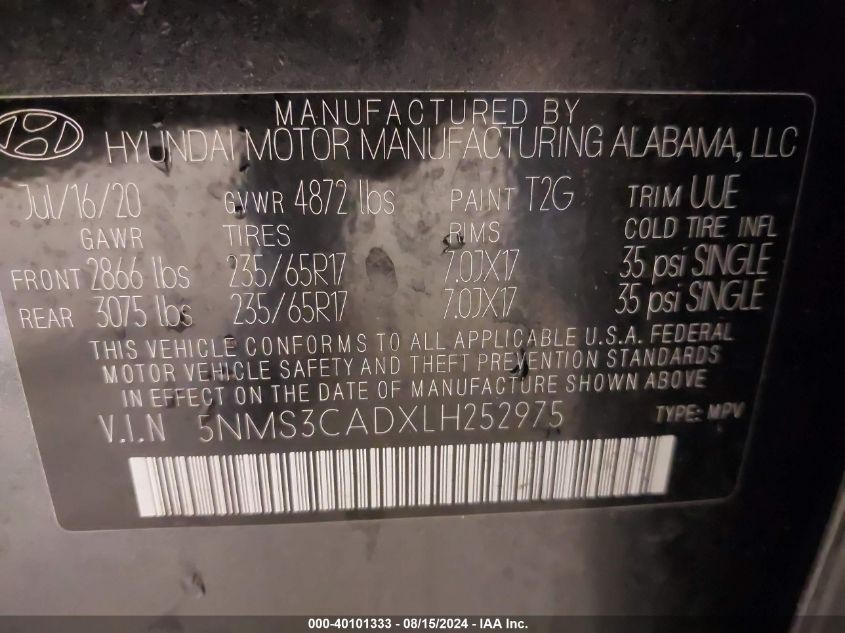 MANUFACTURED BY
HYUNDAI MOTOR MANUFACTURING ALABAMA, LLC
Jul/16/20 GVWR 4872 lbs PAINT T2G TRIM UUE
GAWR TIRES RIMS COLD TIRE INFL
FRONT 2866 lbs 235/65R17 7.0JX17 35 psi SINGLE
REAR 3075 lbs 235/65R17 7.0JX17 35 psi SINGLE
THIS VEHICLE CONFORMS TO ALL APPLICABLE U.S.A. FEDERAL
MOTOR VEHICLE SAFETY AND THEFT PREVENTION STANDARDS
IN EFFECT ON THE DATE OF MANUFACTURE SHOWN ABOVE
V.I.N 5NMS3CADXLH252975 TYPE: MPV
000-40101333 - 08/15/2024 - IAA Inc.